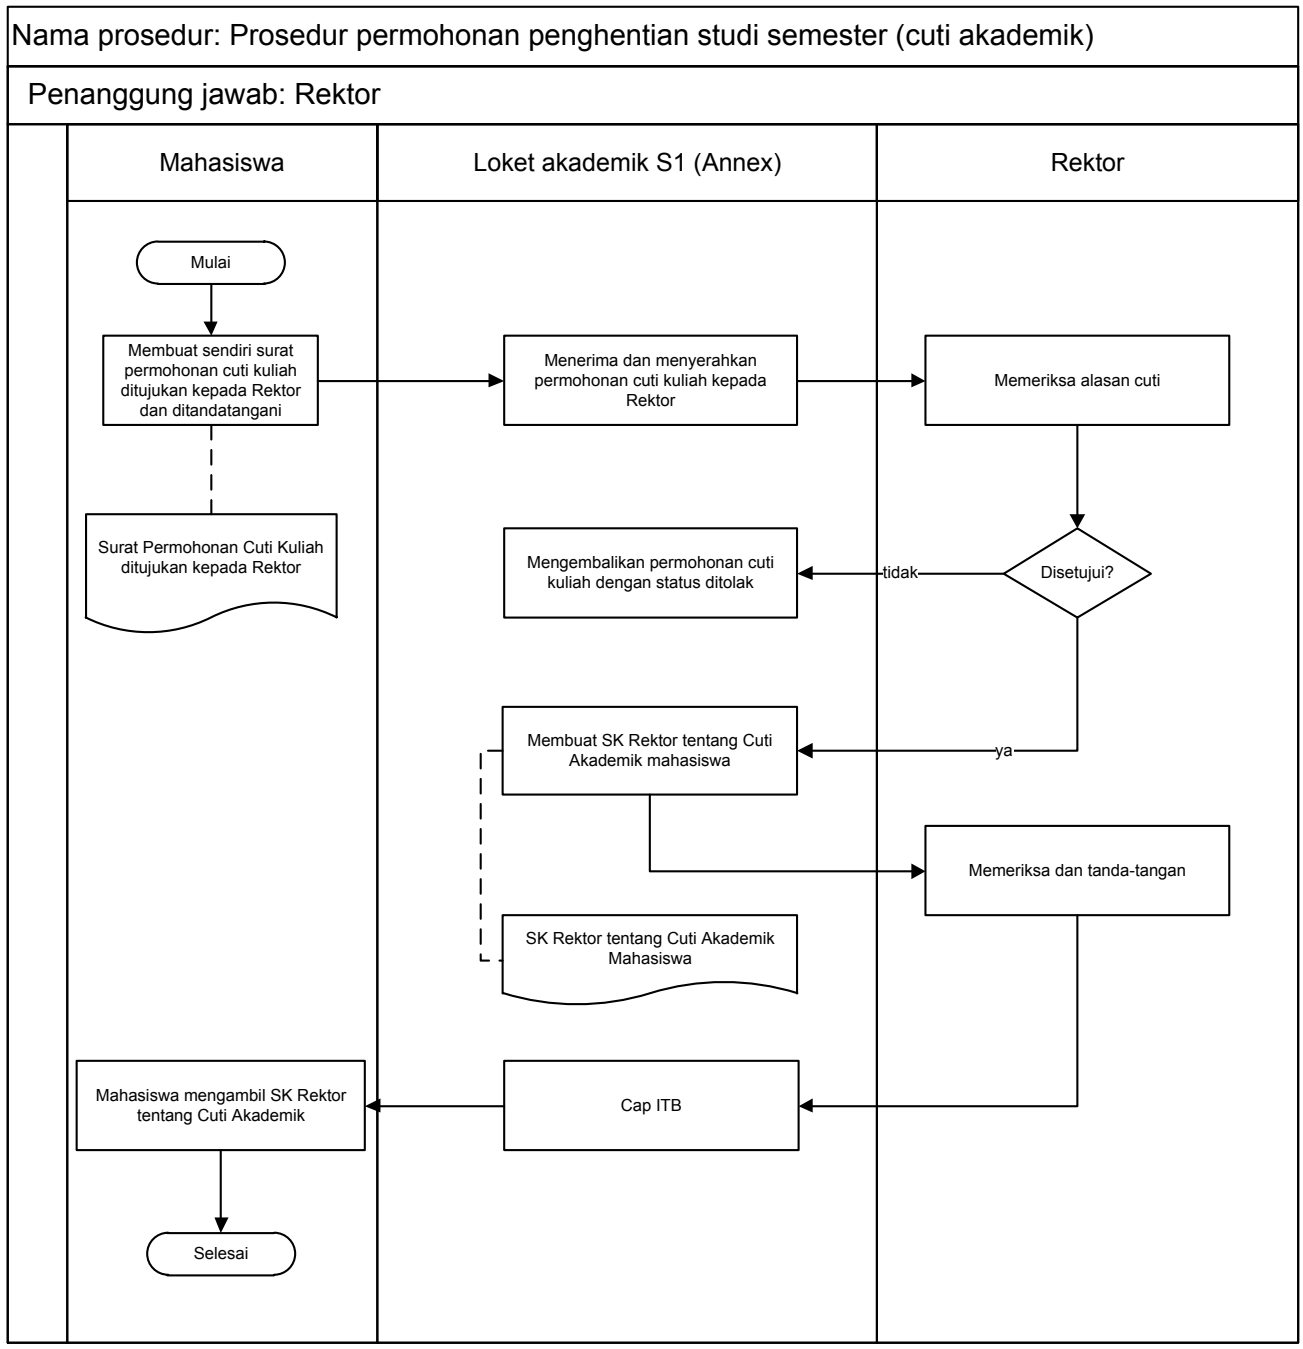 Nama prosedur: Prosedur permohonan penghentian studi semester (cuti akademik)
Penanggung jawab: Rektor
Mahasiswa
Loket akademik S1 (Annex)
Rektor
Mulai
Membuat sendiri surat
permohonan cuti kuliah
ditujukan kepada Rektor
dan ditandatangani
Menerima dan menyerahkan
permohonan cuti kuliah kepada
Rektor
Memeriksa alasan cuti
Surat Permohonan Cuti Kuliah
ditujukan kepada Rektor
Mengembalikan permohonan cuti
kuliah dengan status ditolak
tidak
Disetujui?
Membuat SK Rektor tentang Cuti
Akademik mahasiswa
ya
Memeriksa dan tanda-tangan
SK Rektor tentang Cuti Akademik
Mahasiswa
Mahasiswa mengambil SK Rektor
tentang Cuti Akademik
Cap ITB
Selesai